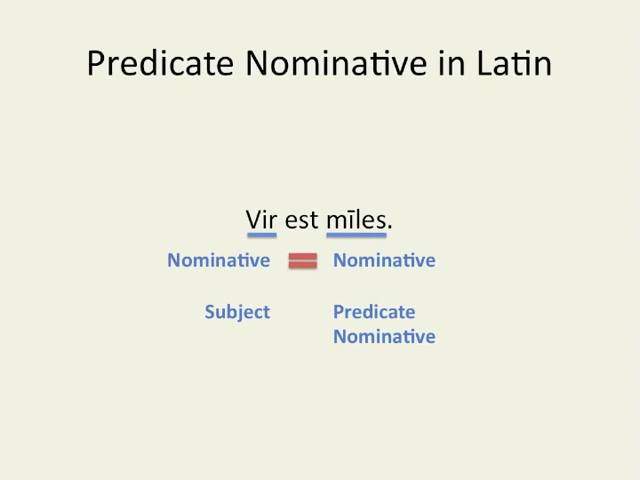 Predicate Nominative in Latin
Vir est mīles.
Nominative = Nominative
Subject Predicate
Nominative